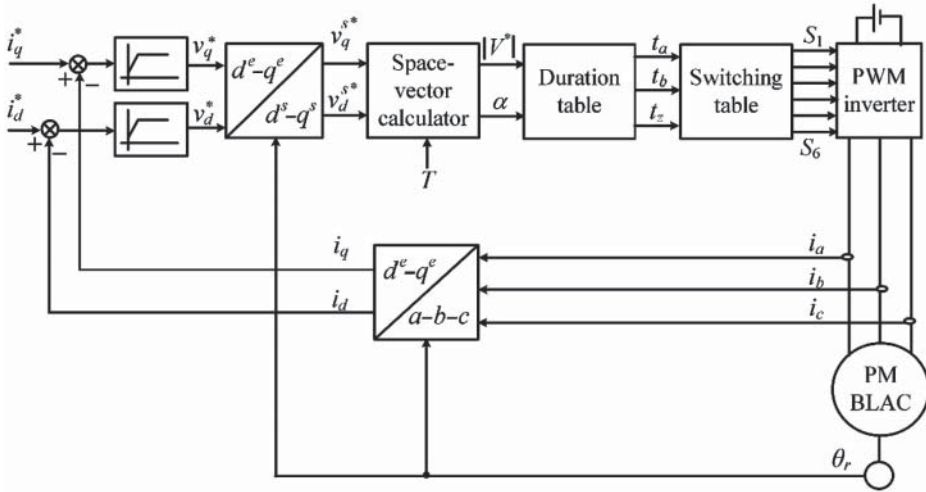 i_q^*
+
−
v_q^*
d^e–q^e
d^s–q^s
v_q^{s*}
Space-
vector
calculator
|V^*|
Duration
table
t_a
t_b
t_z
Switching
table
S_1
S_6
PWM
inverter
i_d^*
+
−
v_d^*
v_d^{s*}
α
T
i_q
i_d
d^e–q^e
a–b–c
i_a
i_b
i_c
PM
BLAC
θ_r